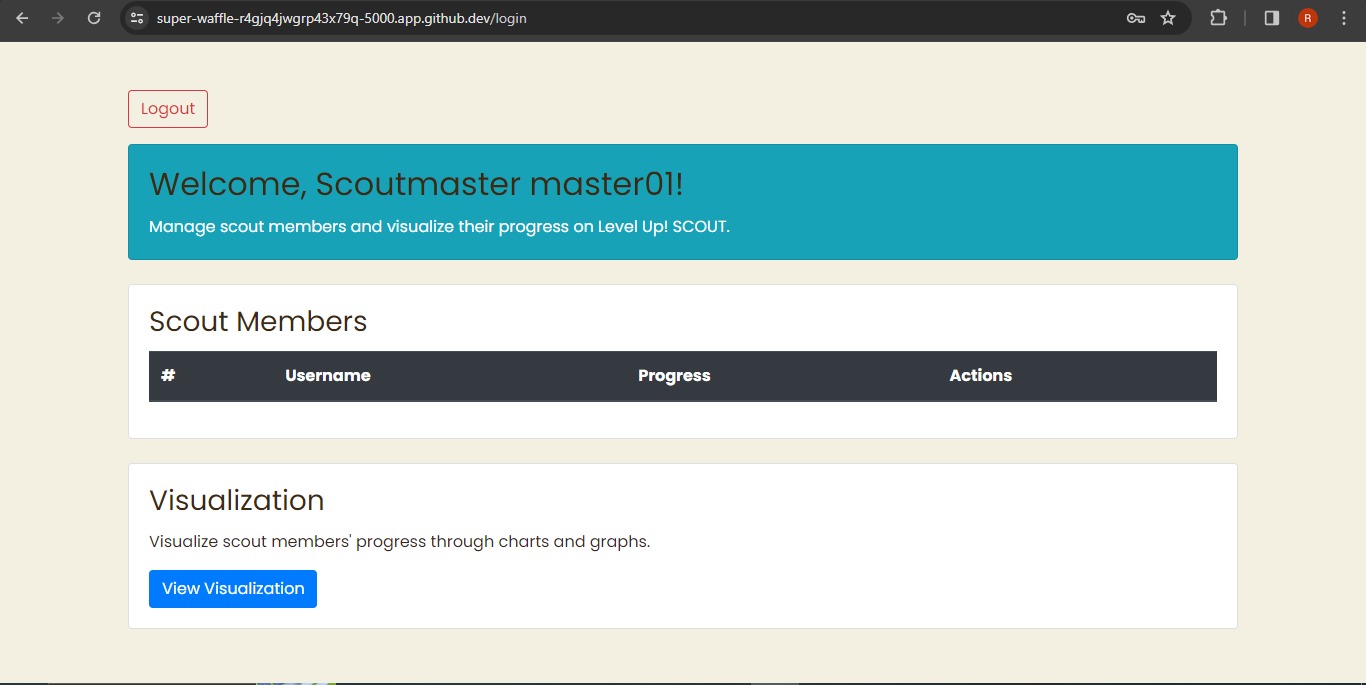 super-waffle-r4gjq4jwgrp43x79q-5000.app.github.dev/login
R
Logout
Welcome, Scoutmaster master01!
Manage scout members and visualize their progress on Level Up! SCOUT.
Scout Members
# Username Progress Actions
Visualization
Visualize scout members' progress through charts and graphs.
View Visualization